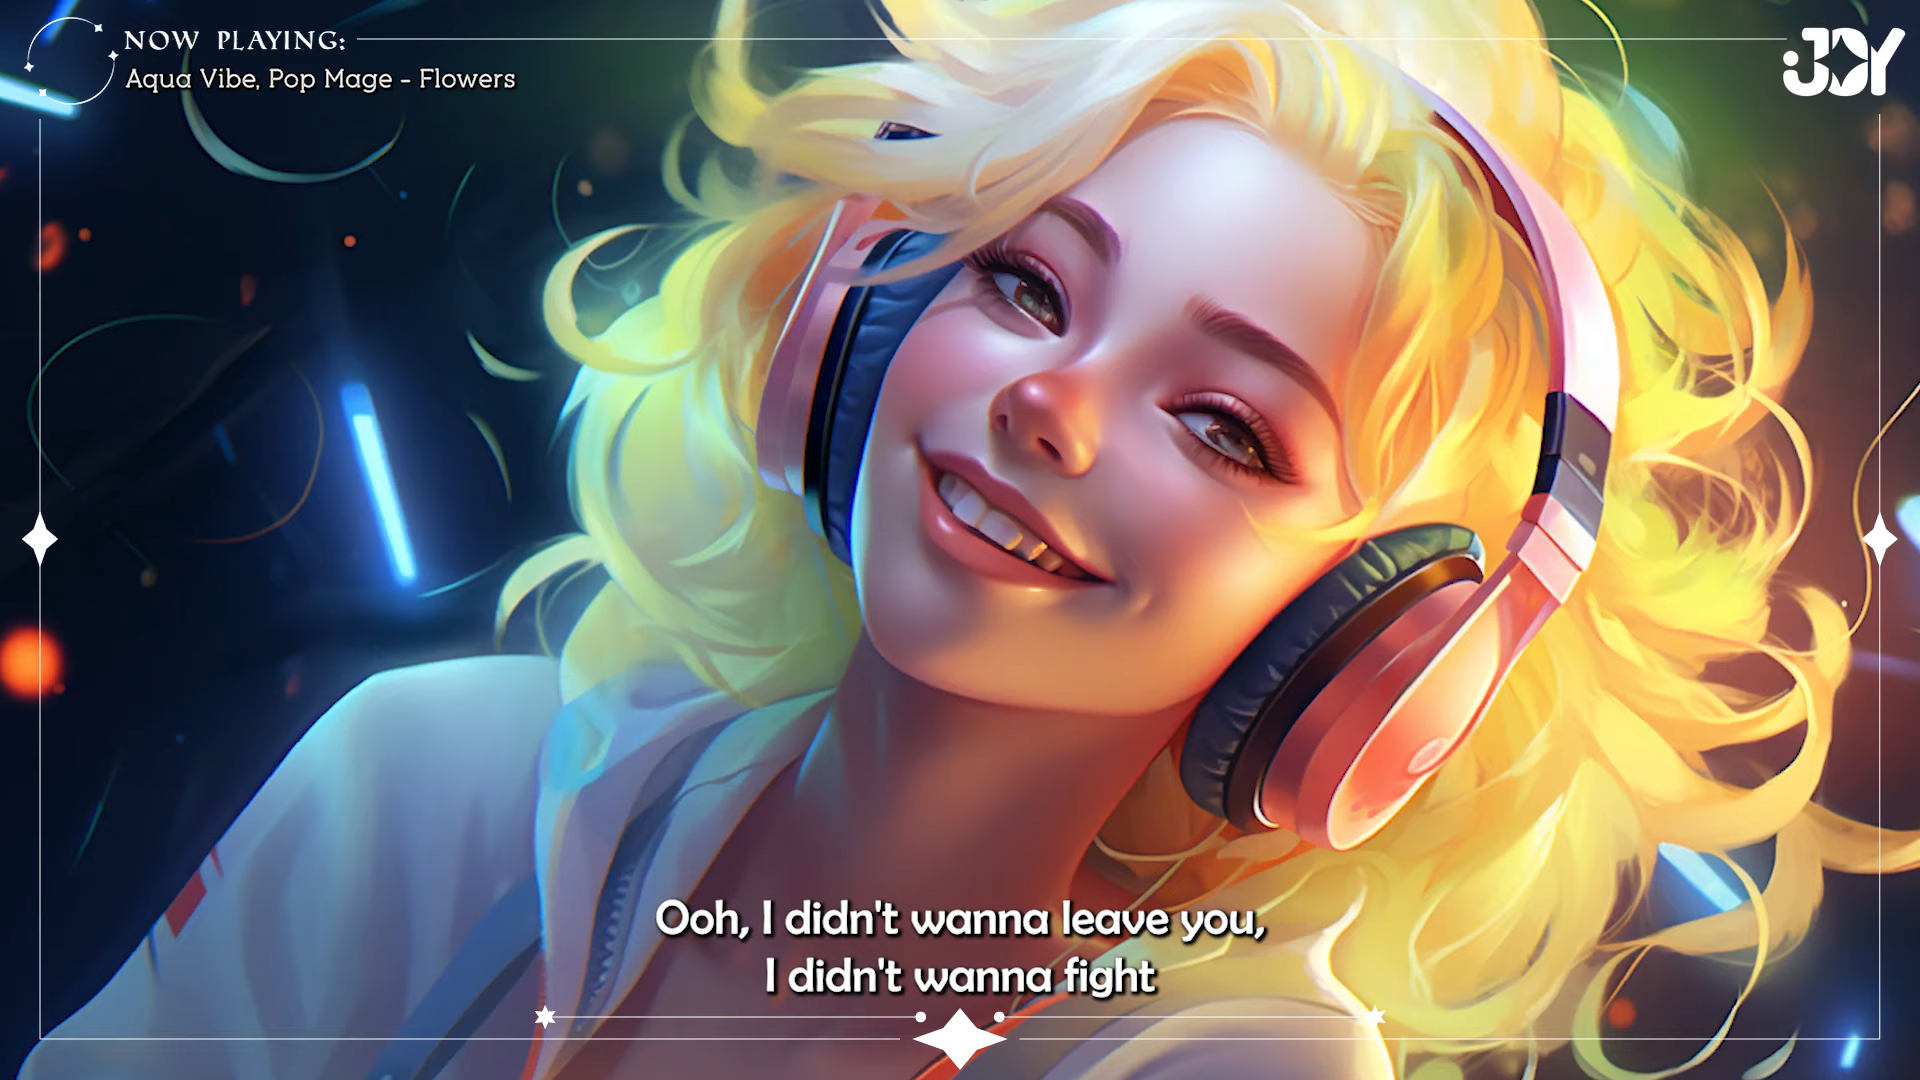 NOW PLAYING:
JOY
Aqua Vibe, Pop Mage - Flowers
Ooh, I didn't wanna leave you,
I didn't wanna fight